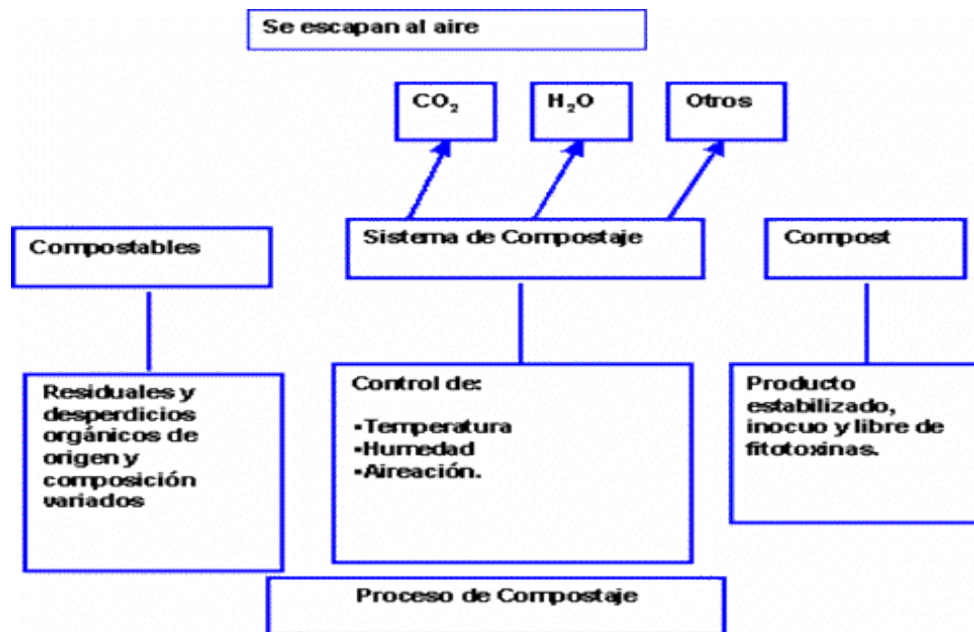 Se escapan al aire
CO₂
H₂O
Otros
Compostables
Sistema de Compostaje
Compost
Residuales y
desperdicios
orgánicos de
origen y
composición
variados
Control de:
▪Temperatura
▪Humedad
▪Aireación.
Producto
estabilizado,
inocuo y libre de
fitotoxinas.
Proceso de Compostaje